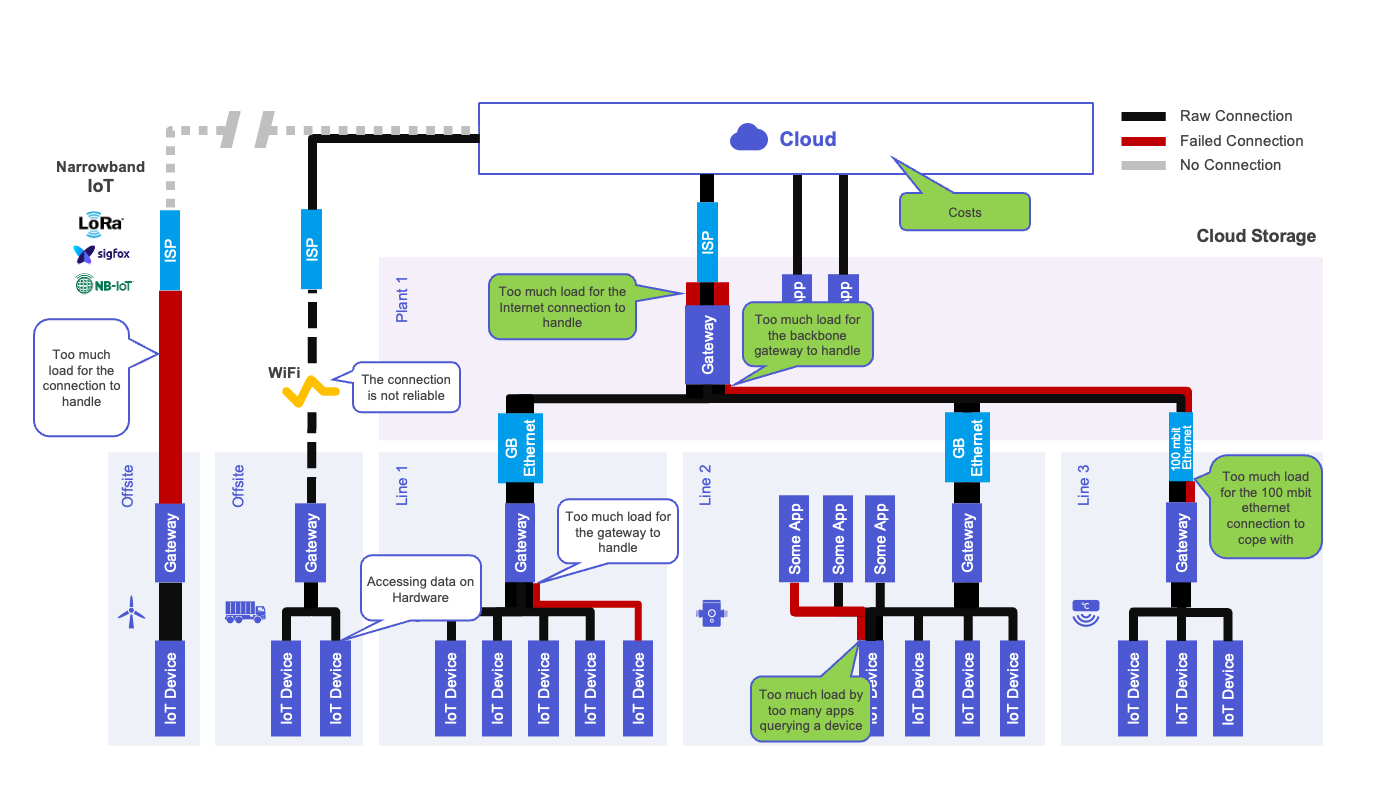 Cloud
Raw Connection
Failed Connection
No Connection
Narrowband
IoT
LoRa
sigfox
NB-IoT
ISP
ISP
ISP
Costs
Cloud Storage
Plant 1
Too much load for the
Internet connection to
handle
App
App
Too much load for
the backbone
gateway to handle
Gateway
Too much
load for the
connection to
handle
WiFi
The connection
is not reliable
GB
Ethernet
GB
Ethernet
100 mbit
Ethernet
Offsite
Offsite
Line 1
Line 2
Line 3
Too much load
for the 100 mbit
ethernet
connection to
cope with
Too much load for
the gateway to
handle
Gateway
Gateway
Gateway
Some App
Some App
Some App
Gateway
Gateway
Accessing data on
Hardware
°C
IoT Device
IoT Device
IoT Device
IoT Device
IoT Device
IoT Device
IoT Device
IoT Device
Too much load by
too many apps
querying a device
IoT Device
IoT Device
IoT Device
IoT Device
IoT Device
IoT Device
IoT Device